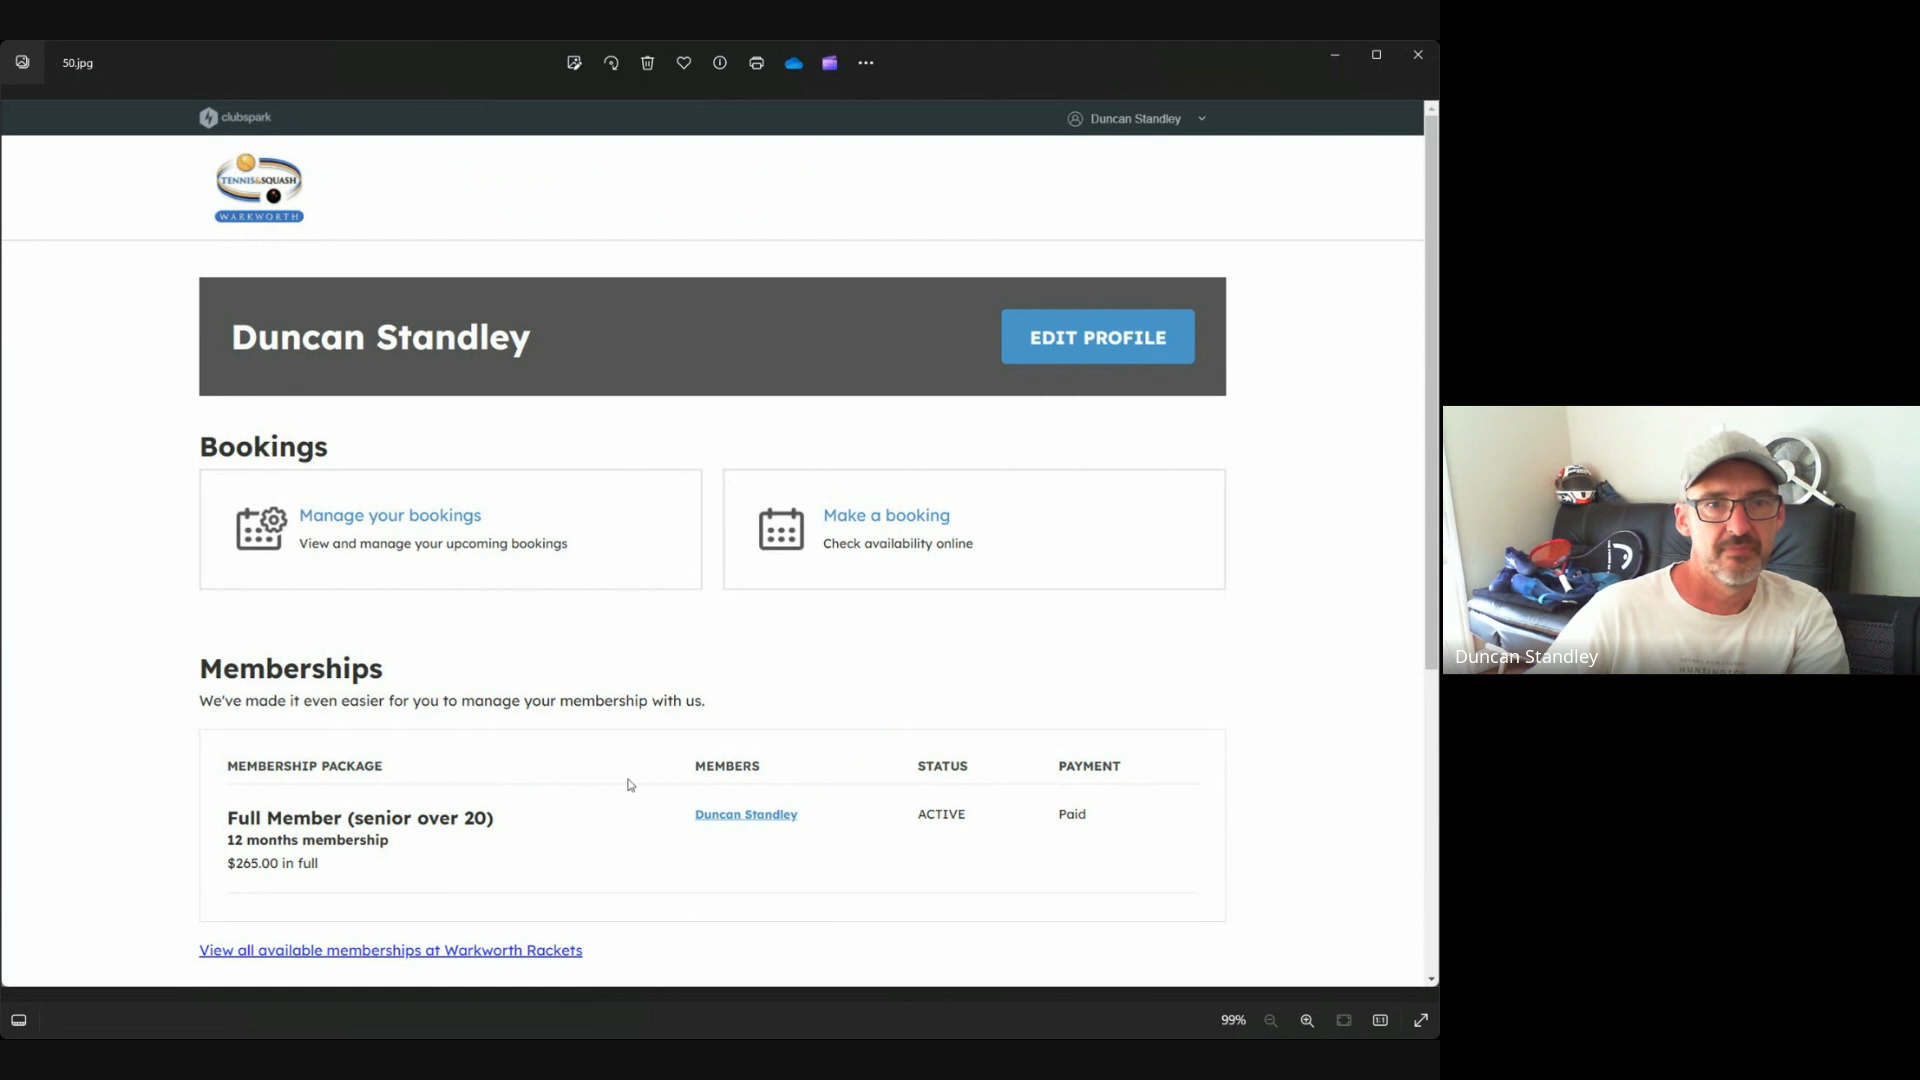 50.jpg
clubspark
Duncan Standley
TENNIS&SQUASH
WARKWORTH
Duncan Standley
EDIT PROFILE
Bookings
Manage your bookings
View and manage your upcoming bookings
Make a booking
Check availability online
Memberships
We've made it even easier for you to manage your membership with us.
MEMBERSHIP PACKAGE MEMBERS STATUS PAYMENT
Full Member (senior over 20) Duncan Standley ACTIVE Paid
12 months membership
$265.00 in full
View all available memberships at Warkworth Rackets
99%
1:1
Duncan Standley
HUNTINGTON